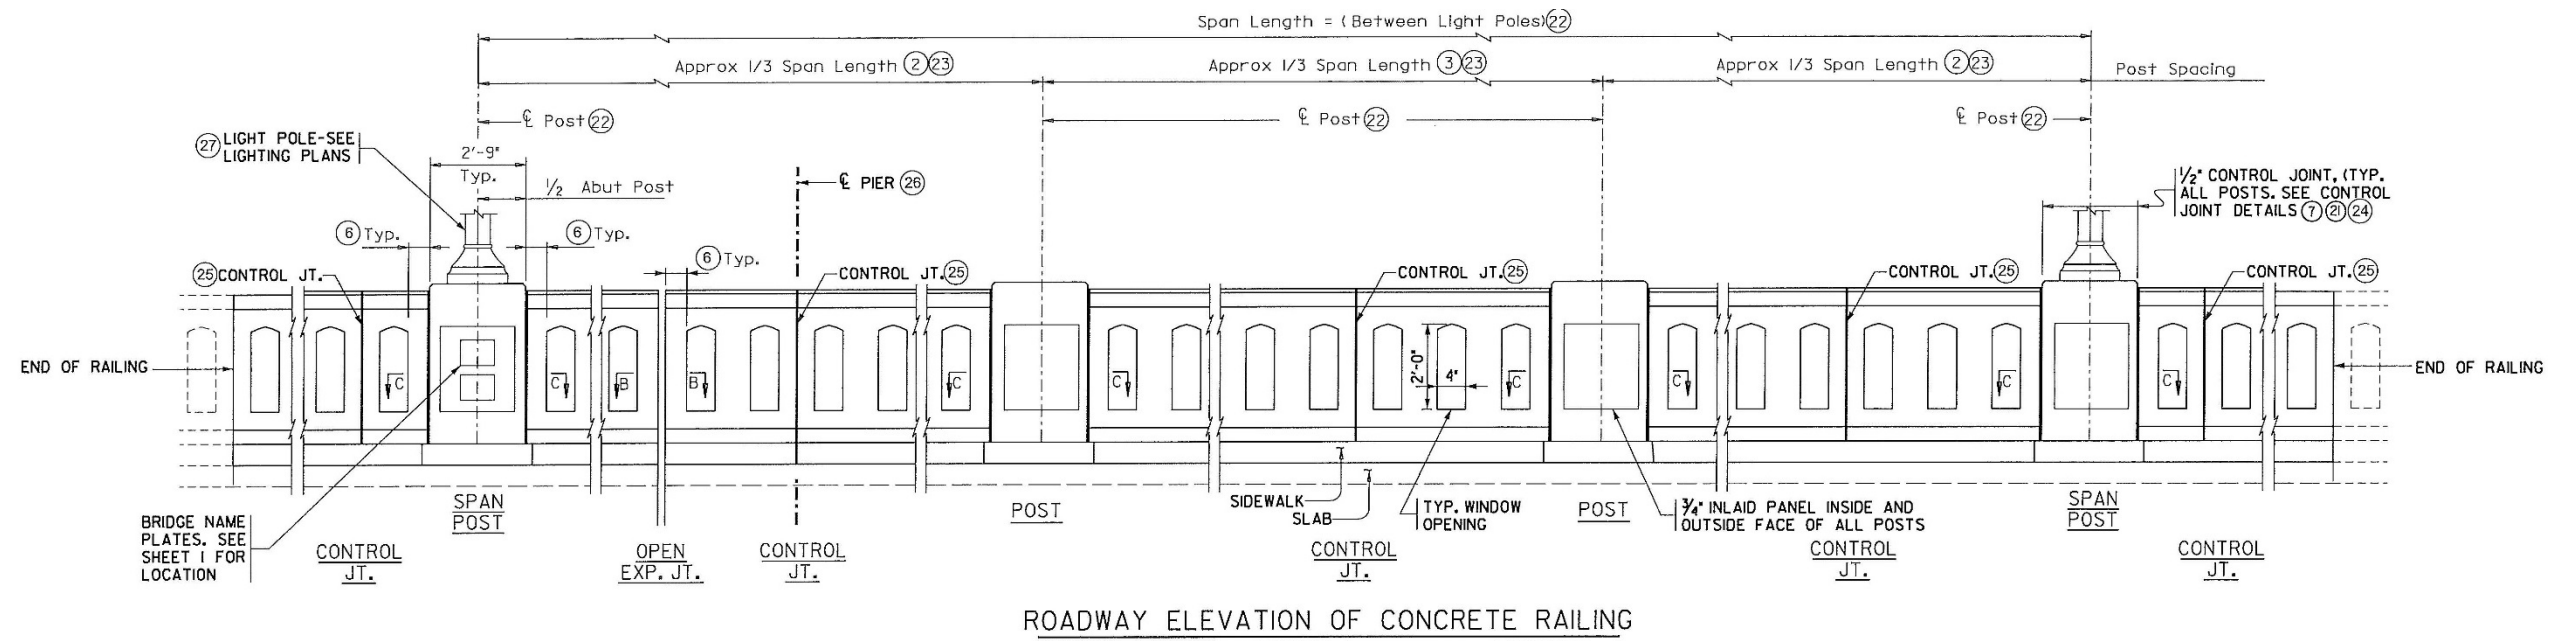 Span Length = (Between Light Poles) 22
Approx 1/3 Span Length 2 23
Approx 1/3 Span Length 3 23
Approx 1/3 Span Length 2 23
Post Spacing
℄ Post 22
℄ Post 22
℄ Post 22
27 LIGHT POLE-SEE
LIGHTING PLANS
2'-9"
Typ.
1/2 Abut Post
℄ PIER 26
1/2" CONTROL JOINT, (TYP.
ALL POSTS. SEE CONTROL
JOINT DETAILS 7 21 24
6 Typ.
6 Typ.
6 Typ.
25 CONTROL JT.
CONTROL JT. 25
CONTROL JT. 25
CONTROL JT. 25
CONTROL JT. 25
END OF RAILING
C
C
B
B
C
C
2'-0"
4"
C
C
C
C
END OF RAILING
BRIDGE NAME
PLATES. SEE
SHEET 1 FOR
LOCATION
SPAN
POST
POST
SIDEWALK
SLAB
TYP. WINDOW
OPENING
POST
3/4" INLAID PANEL INSIDE AND
OUTSIDE FACE OF ALL POSTS
SPAN
POST
CONTROL
JT.
OPEN
EXP. JT.
CONTROL
JT.
CONTROL
JT.
CONTROL
JT.
CONTROL
JT.
ROADWAY ELEVATION OF CONCRETE RAILING